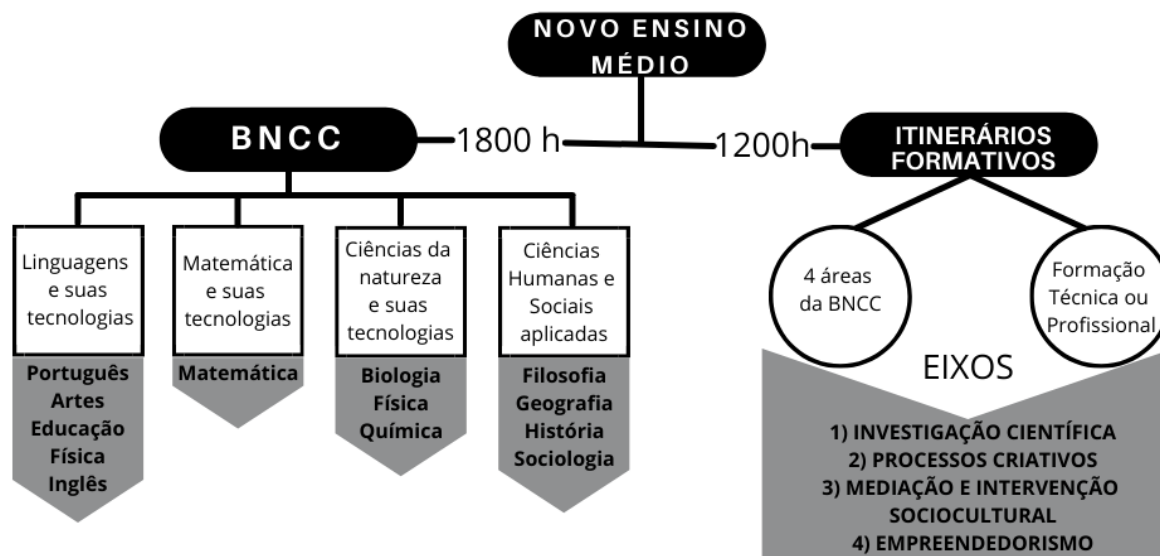 NOVO ENSINO
MÉDIO
BNCC
1800 h
1200h
ITINERÁRIOS
FORMATIVOS
Linguagens
e suas
tecnologias
Matemática
e suas
tecnologias
Ciências da
natureza
e suas
tecnologias
Ciências
Humanas e
Sociais
aplicadas
Português
Artes
Educação
Física
Inglês
Matemática
Biologia
Física
Química
Filosofia
Geografia
História
Sociologia
4 áreas
da BNCC
Formação
Técnica ou
Profissional
EIXOS
1) INVESTIGAÇÃO CIENTÍFICA
2) PROCESSOS CRIATIVOS
3) MEDIAÇÃO E INTERVENÇÃO
SOCIOCULTURAL
4) EMPREENDEDORISMO